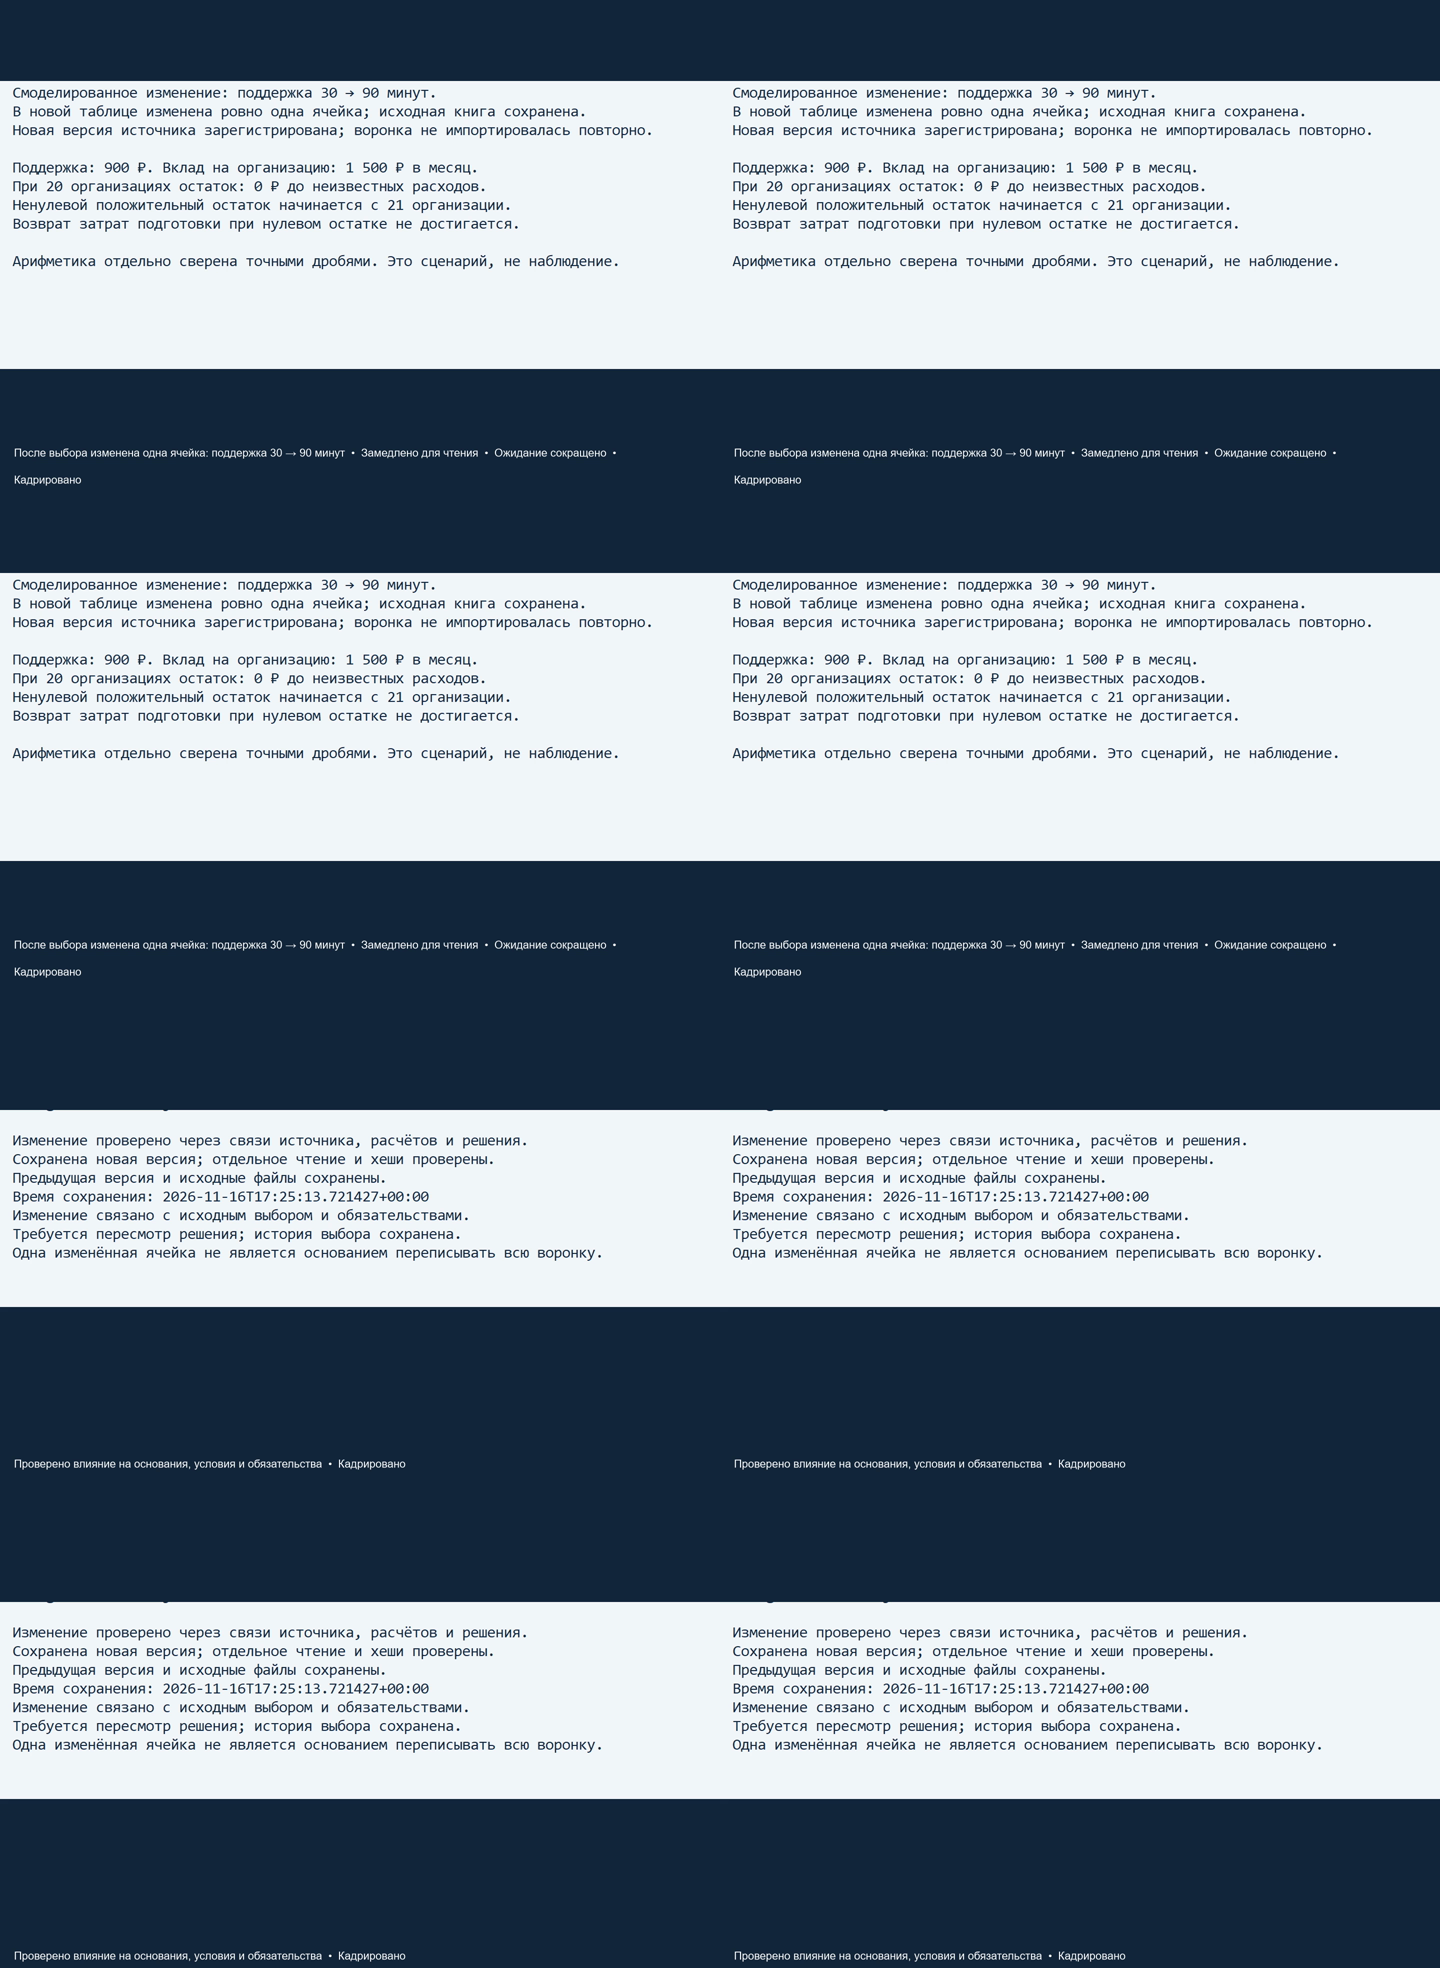 Смоделированное изменение: поддержка 30 → 90 минут.
В новой таблице изменена ровно одна ячейка; исходная книга сохранена.
Новая версия источника зарегистрирована; воронка не импортировалась повторно.
Поддержка: 900 ₽. Вклад на организацию: 1 500 ₽ в месяц.
При 20 организациях остаток: 0 ₽ до неизвестных расходов.
Ненулевой положительный остаток начинается с 21 организации.
Возврат затрат подготовки при нулевом остатке не достигается.
Арифметика отдельно сверена точными дробями. Это сценарий, не наблюдение.
После выбора изменена одна ячейка: поддержка 30 → 90 минут • Замедлено для чтения • Ожидание сокращено •
Кадрировано
Смоделированное изменение: поддержка 30 → 90 минут.
В новой таблице изменена ровно одна ячейка; исходная книга сохранена.
Новая версия источника зарегистрирована; воронка не импортировалась повторно.
Поддержка: 900 ₽. Вклад на организацию: 1 500 ₽ в месяц.
При 20 организациях остаток: 0 ₽ до неизвестных расходов.
Ненулевой положительный остаток начинается с 21 организации.
Возврат затрат подготовки при нулевом остатке не достигается.
Арифметика отдельно сверена точными дробями. Это сценарий, не наблюдение.
После выбора изменена одна ячейка: поддержка 30 → 90 минут • Замедлено для чтения • Ожидание сокращено •
Кадрировано
Смоделированное изменение: поддержка 30 → 90 минут.
В новой таблице изменена ровно одна ячейка; исходная книга сохранена.
Новая версия источника зарегистрирована; воронка не импортировалась повторно.
Поддержка: 900 ₽. Вклад на организацию: 1 500 ₽ в месяц.
При 20 организациях остаток: 0 ₽ до неизвестных расходов.
Ненулевой положительный остаток начинается с 21 организации.
Возврат затрат подготовки при нулевом остатке не достигается.
Арифметика отдельно сверена точными дробями. Это сценарий, не наблюдение.
После выбора изменена одна ячейка: поддержка 30 → 90 минут • Замедлено для чтения • Ожидание сокращено •
Кадрировано
Смоделированное изменение: поддержка 30 → 90 минут.
В новой таблице изменена ровно одна ячейка; исходная книга сохранена.
Новая версия источника зарегистрирована; воронка не импортировалась повторно.
Поддержка: 900 ₽. Вклад на организацию: 1 500 ₽ в месяц.
При 20 организациях остаток: 0 ₽ до неизвестных расходов.
Ненулевой положительный остаток начинается с 21 организации.
Возврат затрат подготовки при нулевом остатке не достигается.
Арифметика отдельно сверена точными дробями. Это сценарий, не наблюдение.
После выбора изменена одна ячейка: поддержка 30 → 90 минут • Замедлено для чтения • Ожидание сокращено •
Кадрировано
Изменение проверено через связи источника, расчётов и решения.
Сохранена новая версия; отдельное чтение и хеши проверены.
Предыдущая версия и исходные файлы сохранены.
Время сохранения: 2026-11-16T17:25:13.721427+00:00
Изменение связано с исходным выбором и обязательствами.
Требуется пересмотр решения; история выбора сохранена.
Одна изменённая ячейка не является основанием переписывать всю воронку.
Проверено влияние на основания, условия и обязательства • Кадрировано
Изменение проверено через связи источника, расчётов и решения.
Сохранена новая версия; отдельное чтение и хеши проверены.
Предыдущая версия и исходные файлы сохранены.
Время сохранения: 2026-11-16T17:25:13.721427+00:00
Изменение связано с исходным выбором и обязательствами.
Требуется пересмотр решения; история выбора сохранена.
Одна изменённая ячейка не является основанием переписывать всю воронку.
Проверено влияние на основания, условия и обязательства • Кадрировано
Изменение проверено через связи источника, расчётов и решения.
Сохранена новая версия; отдельное чтение и хеши проверены.
Предыдущая версия и исходные файлы сохранены.
Время сохранения: 2026-11-16T17:25:13.721427+00:00
Изменение связано с исходным выбором и обязательствами.
Требуется пересмотр решения; история выбора сохранена.
Одна изменённая ячейка не является основанием переписывать всю воронку.
Проверено влияние на основания, условия и обязательства • Кадрировано
Изменение проверено через связи источника, расчётов и решения.
Сохранена новая версия; отдельное чтение и хеши проверены.
Предыдущая версия и исходные файлы сохранены.
Время сохранения: 2026-11-16T17:25:13.721427+00:00
Изменение связано с исходным выбором и обязательствами.
Требуется пересмотр решения; история выбора сохранена.
Одна изменённая ячейка не является основанием переписывать всю воронку.
Проверено влияние на основания, условия и обязательства • Кадрировано